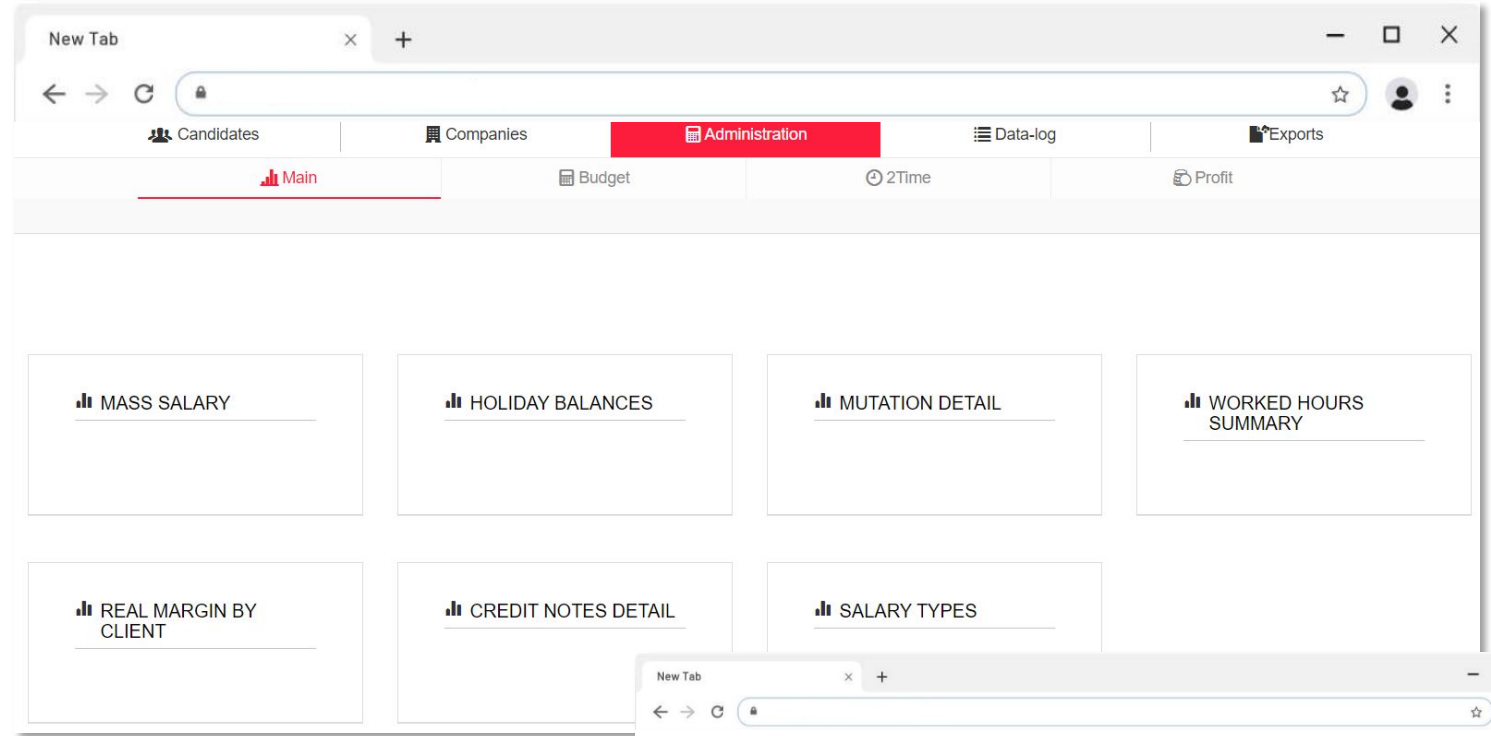 New Tab
Candidates Companies Administration Data-log Exports
Main Budget 2Time Profit
MASS SALARY
HOLIDAY BALANCES
MUTATION DETAIL
WORKED HOURS
SUMMARY
REAL MARGIN BY
CLIENT
CREDIT NOTES DETAIL
SALARY TYPES
New Tab